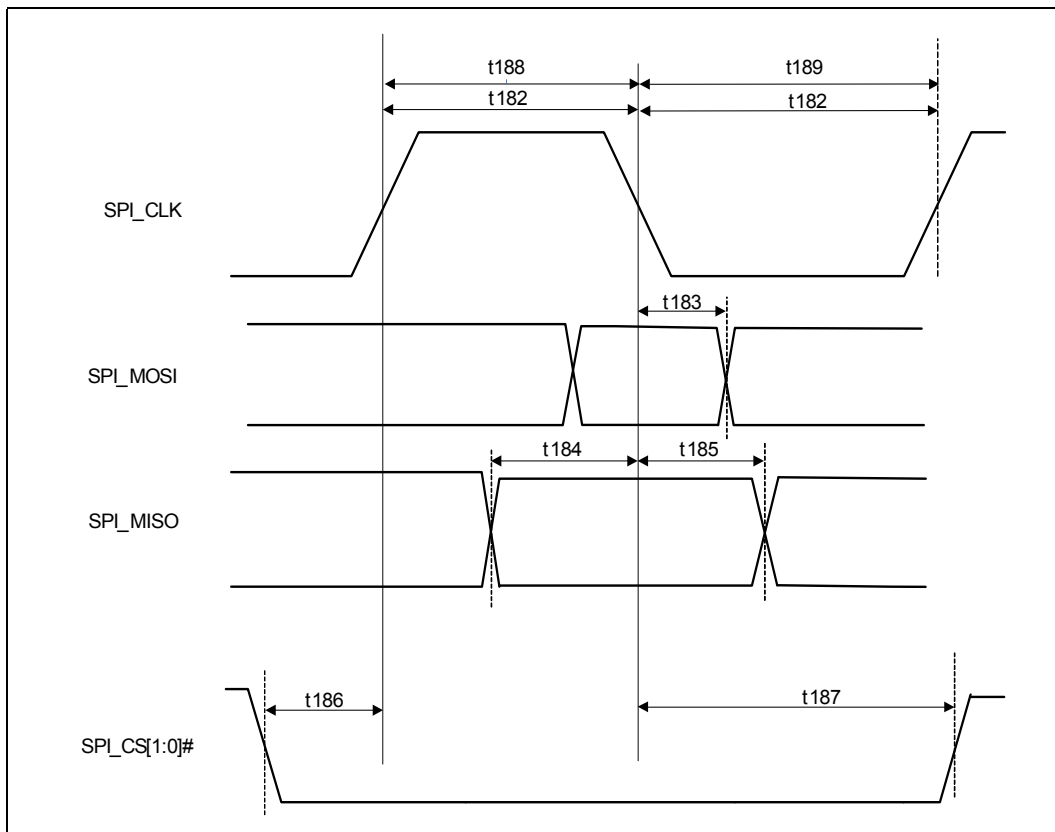 t188
t189
t182
t182
SPI_CLK
t183
SPI_MOSI
t184
t185
SPI_MISO
t186
t187
SPI_CS[1:0]#